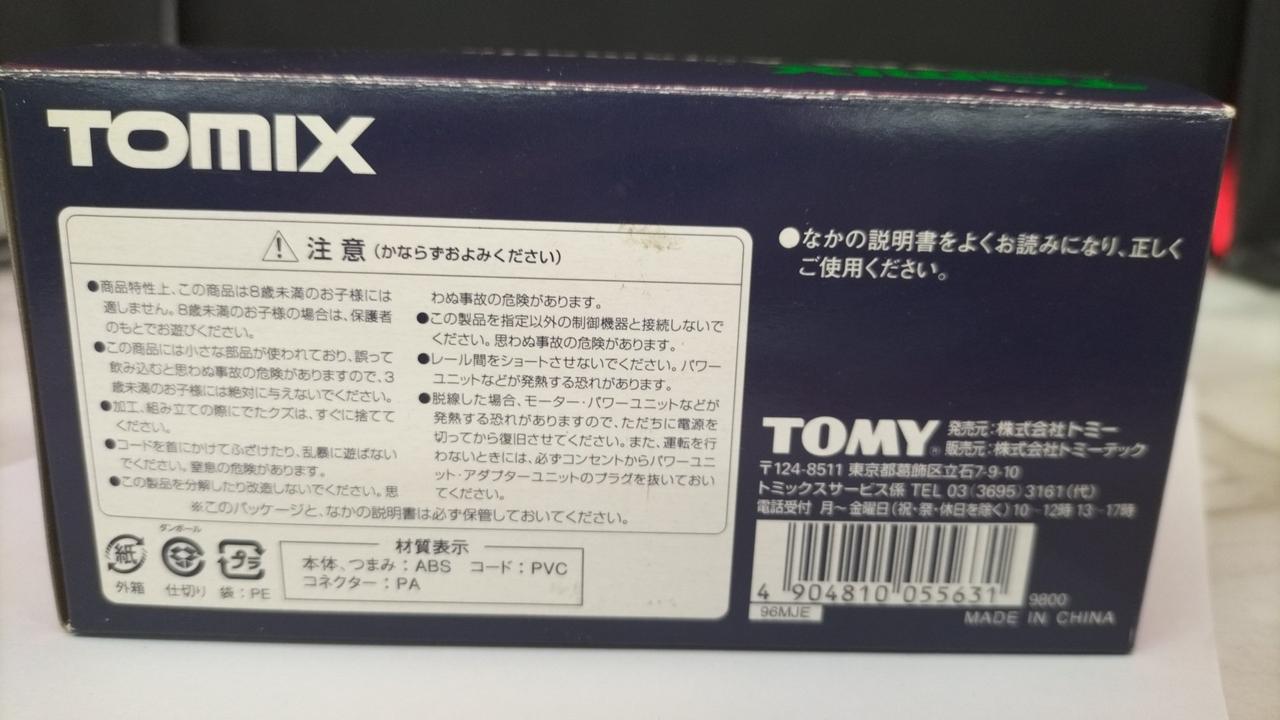 TOMIX
注意(かならずおよみください)
●商品特性上、この商品は8歳未満のお子様には
適しません。8歳未満のお子様の場合は、保護者
のもとでお遊びください。
●この商品には小さな部品が使われており、誤って
飲み込むと思わぬ事故の危険がありますので、3
歳未満のお子様には絶対に与えないでください。
●加工、組み立ての際にでたクズは、すぐに捨てて
ください。
●コードを首にかけてふざけたり、乱暴に遊ばない
でください。窒息の危険があります。
●この製品を分解したり改造しないでください。思
わぬ事故の危険があります。
●この製品を指定以外の制御機器と接続しないで
ください。思わぬ事故の危険があります。
●レール間をショートさせないでください。パワー
ユニットなどが発熱する恐れがあります。
●脱線した場合、モーター・パワーユニットなどが
発熱する恐れがありますので、ただちに電源を
切ってから復旧させてください。また、運転を行
わないときには、必ずコンセントからパワーユニ
ット・アダプターユニットのプラグを抜いておい
てください。
※このパッケージと、なかの説明書は必ず保管しておいてください。
紙
外箱
ダンボール
仕切り
プラ
袋:PE
材質表示
本体、つまみ:ABS コード:PVC
コネクター:PA
●なかの説明書をよくお読みになり、正しく
ご使用ください。
TOMY®
発売元:株式会社トミー
販売元:株式会社トミーテック
〒124-8511 東京都葛飾区立石7-9-10
トミックスサービス係 TEL 03(3695)3161(代)
電話受付 月~金曜日(祝・祭・休日を除く)10~12時 13~17時
4 904810 055631
9800
96MJE
MADE IN CHINA